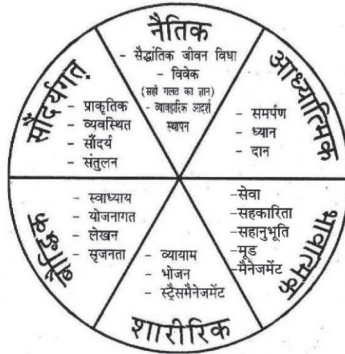 नैतिक
- सैद्धांतिक जीवन विधा
- विवेक
(सही गलत का ज्ञान)
- व्यावहारिक आदर्श
स्थापन
आध्यात्मिक
- समर्पण
- ध्यान
- दान
भावात्मक
-सेवा
-सहकारिता
-सहानुभूति
-मूड
-मैनेजमेंट
शारीरिक
- व्यायाम
- भोजन
- स्ट्रैसमैनेजमेंट
बौद्धिक
- स्वाध्याय
- योजनागत
- लेखन
- सृजनता
सौंदर्यगत्
- प्राकृतिक
- व्यवस्थित
- सौंदर्य
- संतुलन